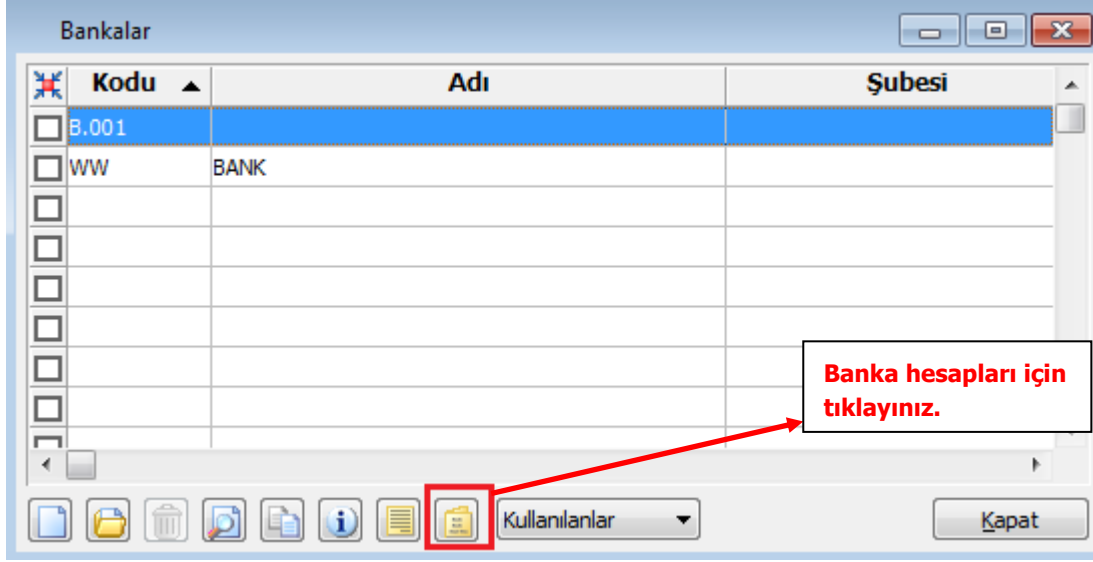 Bankalar
Kodu Adı Şubesi
B.001
WW BANK
Banka hesapları için
tıklayınız.
Kullanılanlar
Kapat